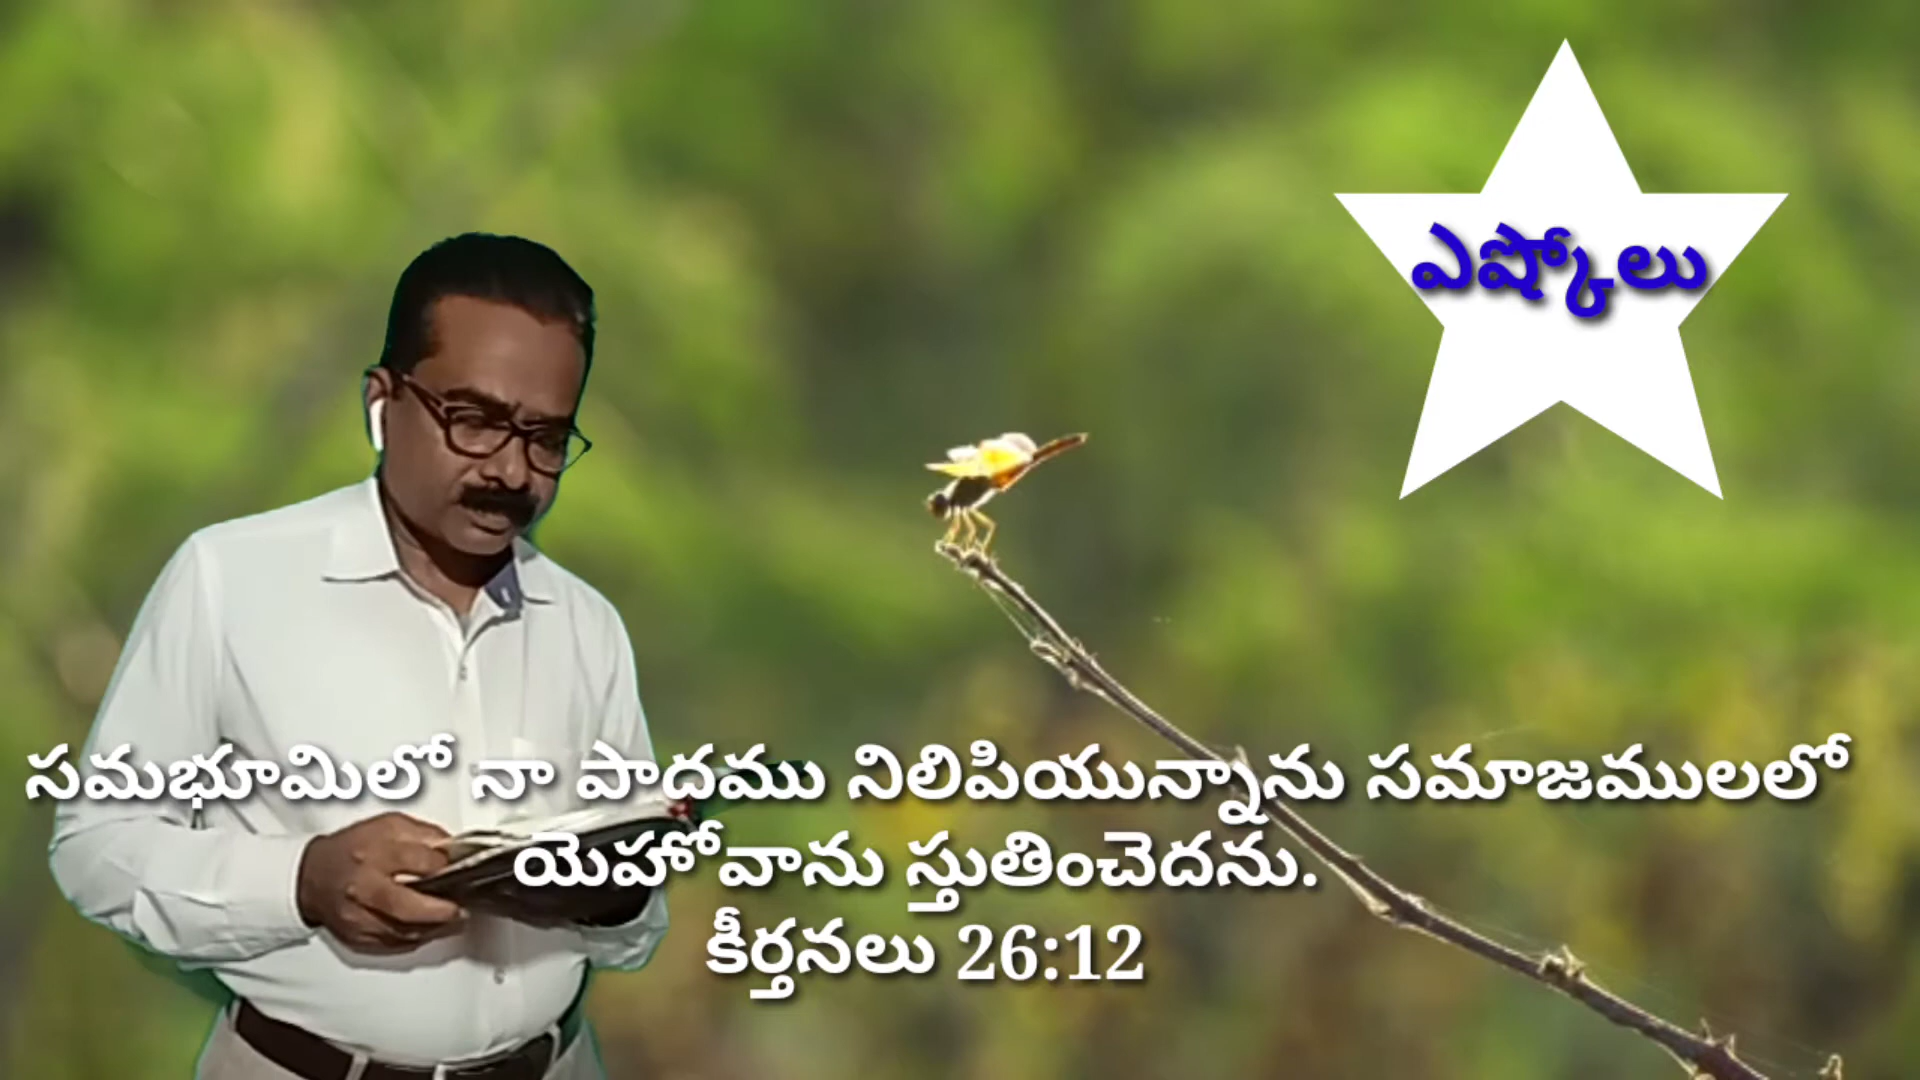 ఎష్కోలు
సమభూమిలో నా పాదము నిలిపియున్నాను సమాజములలో
యెహోవాను స్తుతించెదను.
కీర్తనలు 26:12